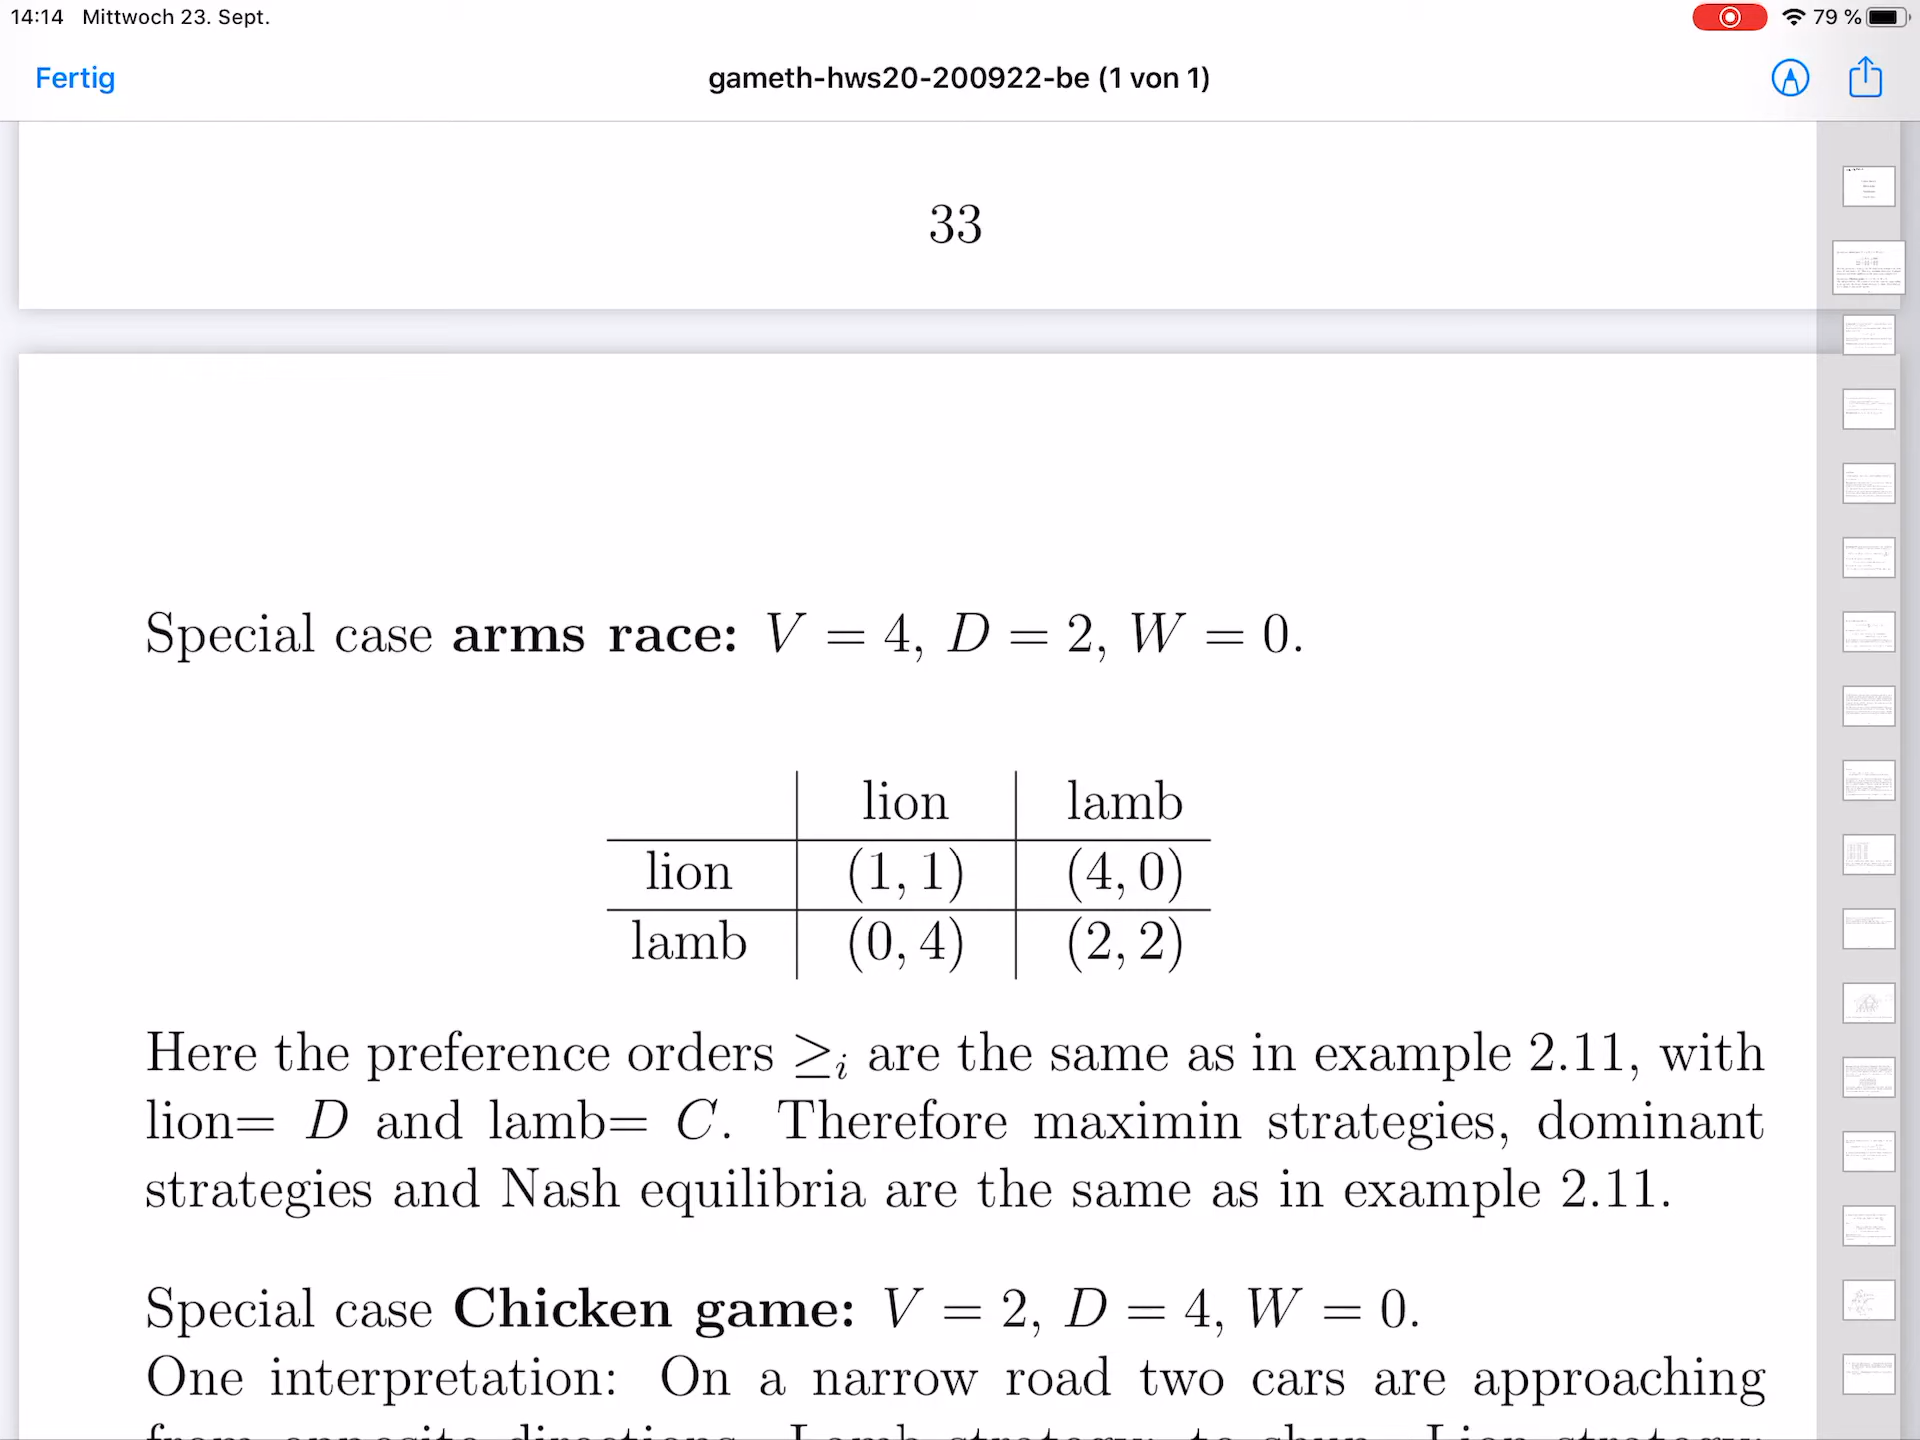 14:14 Mittwoch 23. Sept.
79 %
Fertig
gameth-hws20-200922-be (1 von 1)
33
Special case arms race: V = 4, D = 2, W = 0.
lion lamb
lion (1, 1) (4, 0)
lamb (0, 4) (2, 2)
Here the preference orders ≥ᵢ are the same as in example 2.11, with
lion= D and lamb= C. Therefore maximin strategies, dominant
strategies and Nash equilibria are the same as in example 2.11.
Special case Chicken game: V = 2, D = 4, W = 0.
One interpretation: On a narrow road two cars are approaching